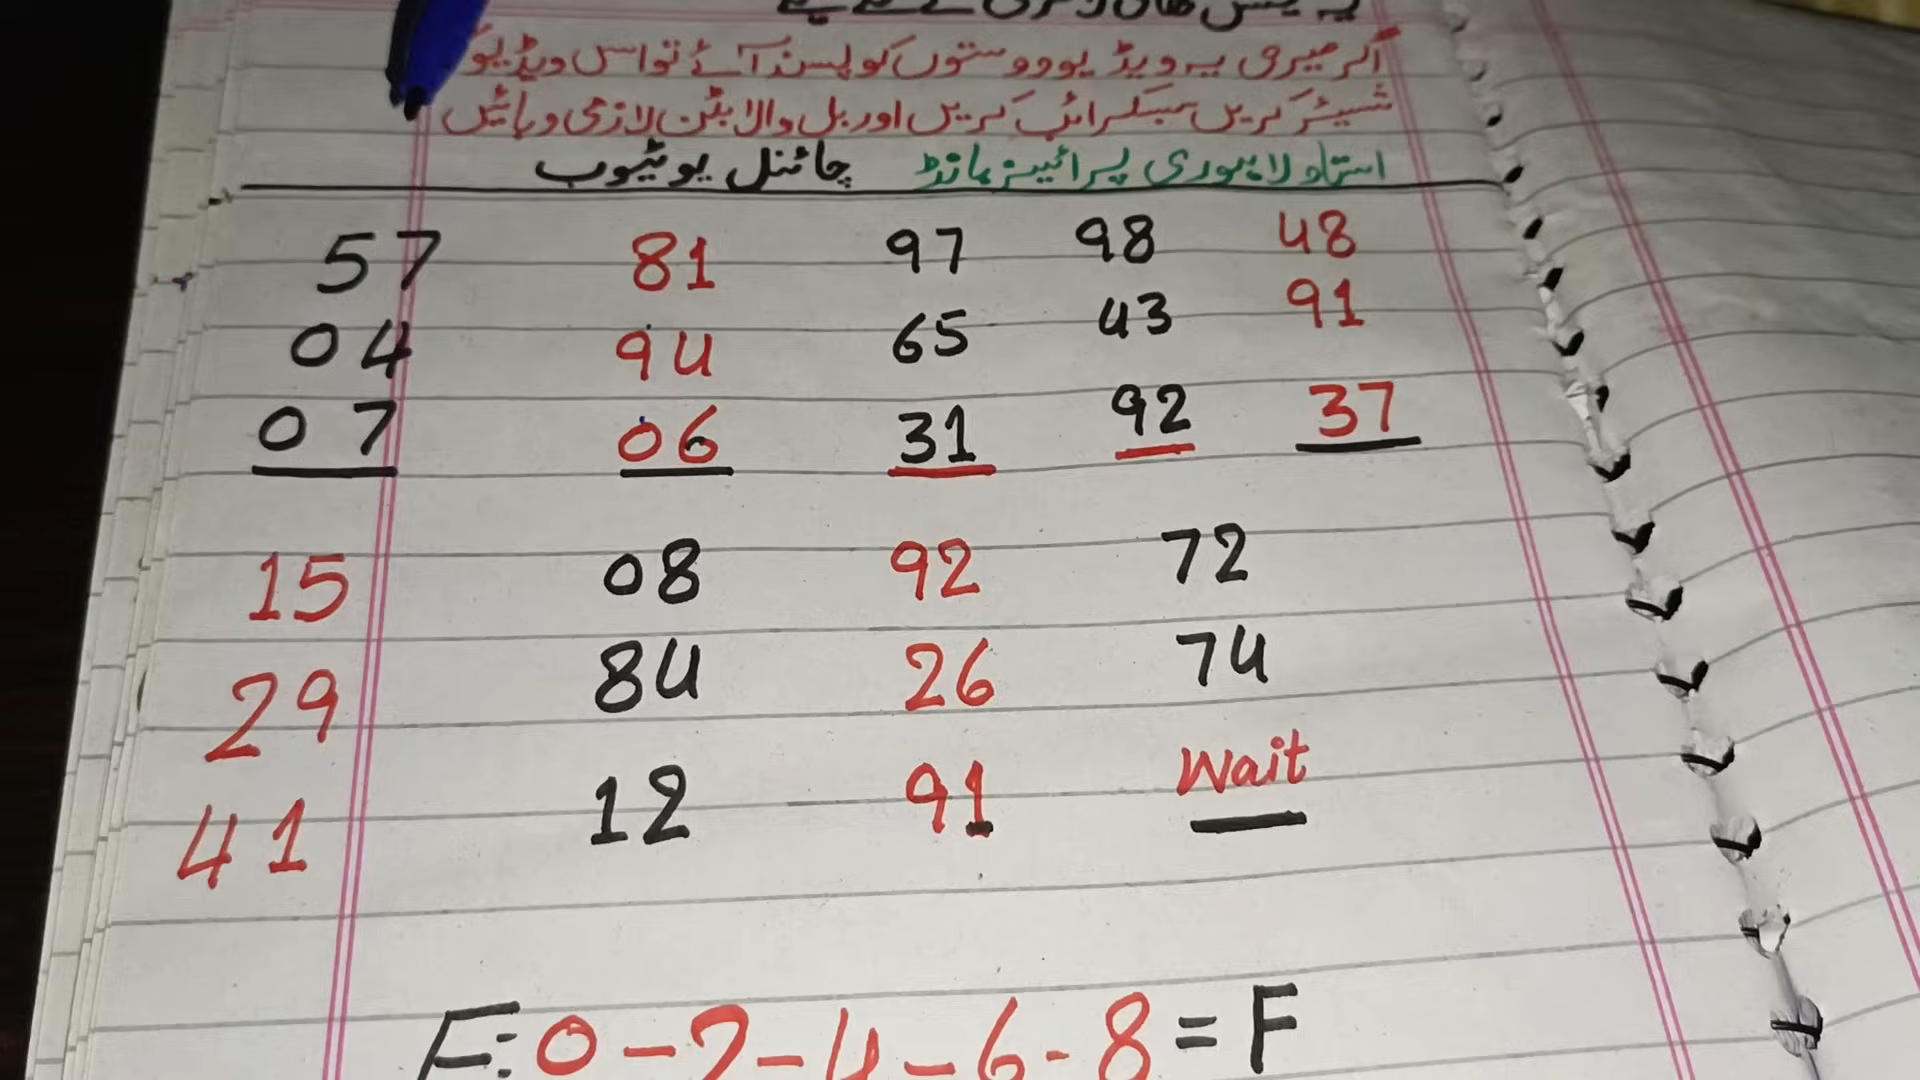 اگر میری یہ ویڈیو دوستوں کو پسند آئے تو اس ویڈیو
شیئر کریں سبسکرائب کریں اور بل والا بٹن لازمی دبائیں
استاد لاہوری پرائیز بانڈ چائنل یوٹیوب
57 81 97 98 48
04 94 65 43 91
07 06 31 92 37
15 08 92 72
29 84 26 74
41 12 91 Wait
F: 0 - 2 - 4 - 6 - 8 = F